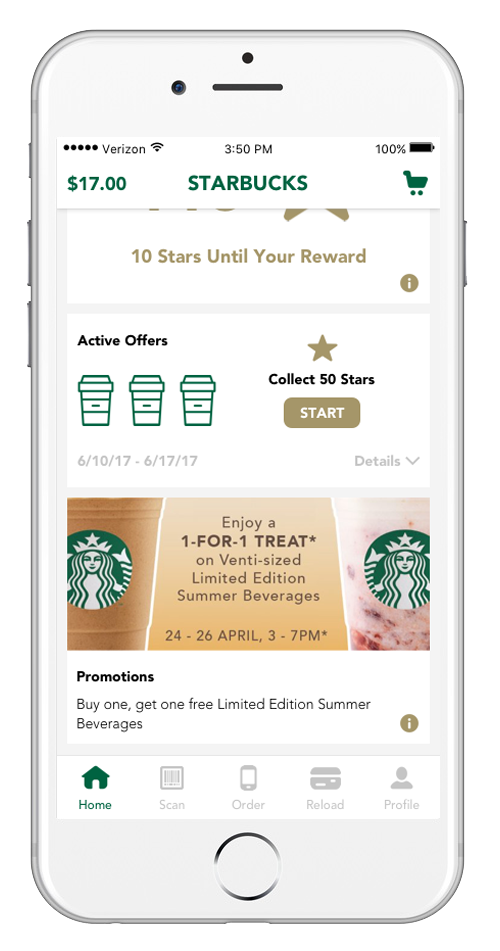 Verizon 3:50 PM 100%
$17.00 STARBUCKS
10 Stars Until Your Reward
Active Offers
Collect 50 Stars
START
6/10/17 - 6/17/17 Details
Enjoy a
1-FOR-1 TREAT*
on Venti-sized
Limited Edition
Summer Beverages
24 - 26 APRIL, 3 - 7PM*
Promotions
Buy one, get one free Limited Edition Summer
Beverages
Home Scan Order Reload Profile